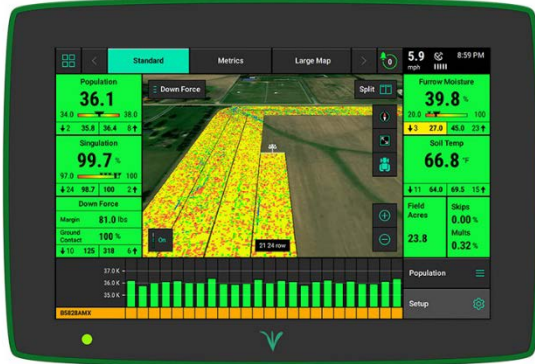 Standard
Metrics
Large Map
0
5.9
mph
8:59 PM
Population
36.1
34.0
38.0
2 35.8 36.4 8
Singulation
99.7 %
97.0
100
24 98.7 100 2
Down Force
Margin 81.0 lbs
Ground Contact 100 %
10 125 318 6
Down Force
Split
On
21 24 row
Furrow Moisture
39.8 %
20.0
100
3 27.0 45.0 23
Soil Temp
66.8 °F
11 64.0 69.5 15
Field Acres
23.8
Skips
0.00 %
Mults
0.32 %
37.0 K
36.0 K
35.0 K
B5828AMX
Population
Setup